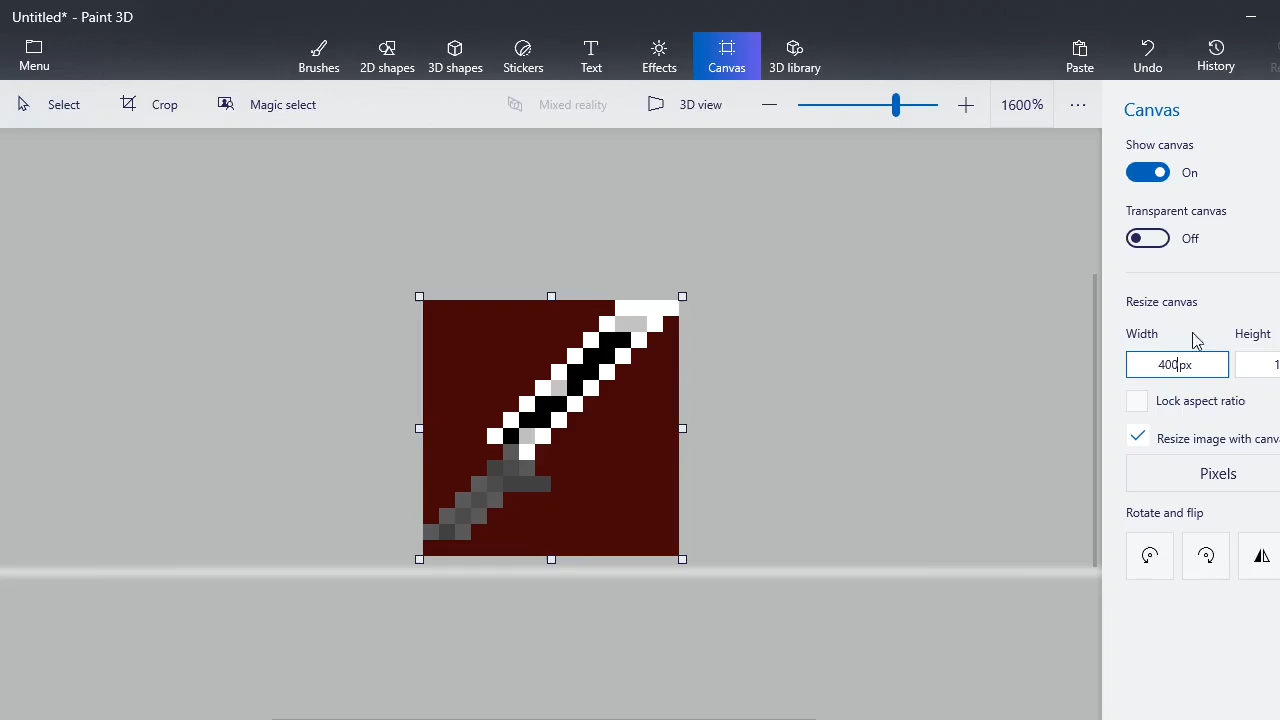 Untitled* - Paint 3D
Menu
Brushes
2D shapes
3D shapes
Stickers
Text
Effects
Canvas
3D library
Paste
Undo
History
Select
Crop
Magic select
Mixed reality
3D view
1600%
Canvas
Show canvas
On
Transparent canvas
Off
Resize canvas
Width
Height
400px
1
Lock aspect ratio
Resize image with canv
Pixels
Rotate and flip